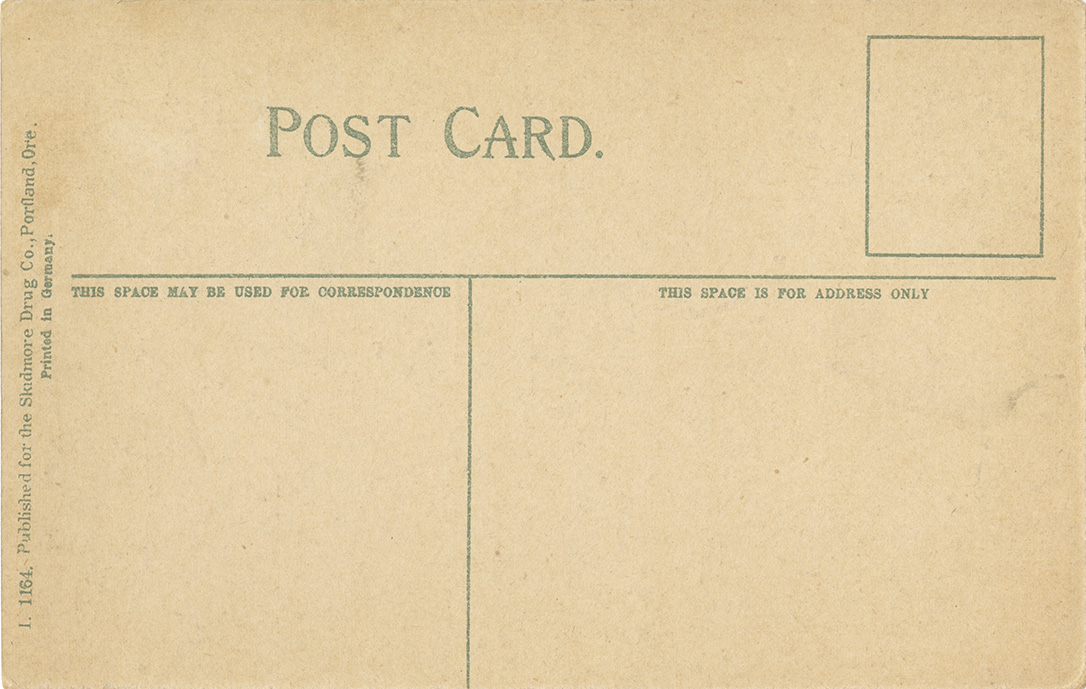 POST CARD.
THIS SPACE MAY BE USED FOR CORRESPONDENCE
THIS SPACE IS FOR ADDRESS ONLY
I. 1164. Published for the Skidmore Drug Co., Portland, Ore.
Printed in Germany.